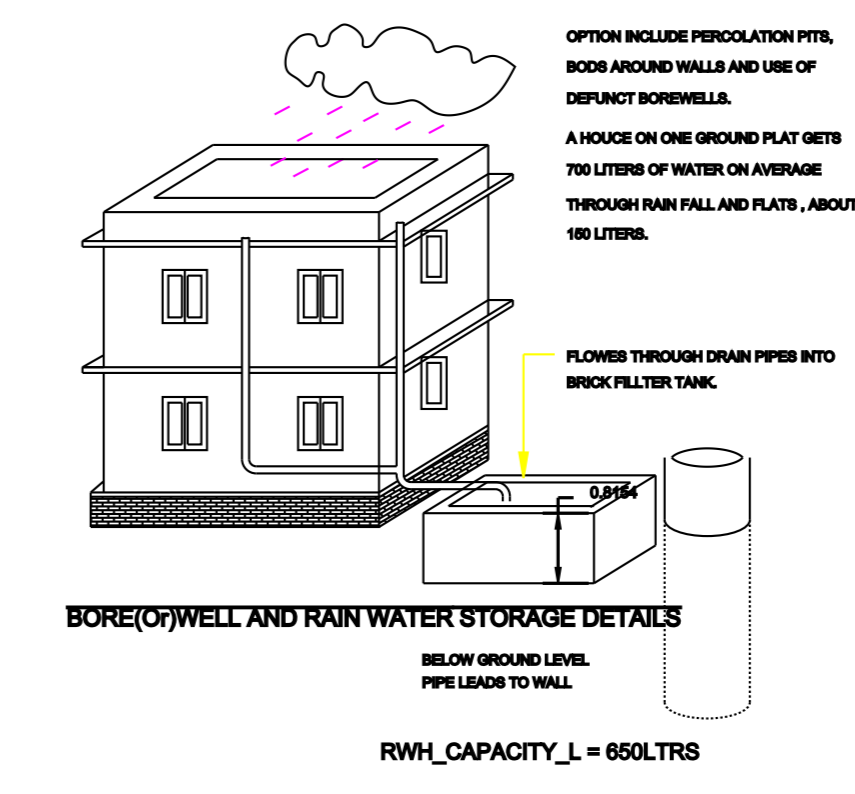 OPTION INCLUDE PERCOLATION PITS,
BODS AROUND WALLS AND USE OF
DEFUNCT BOREWELLS.
A HOUCE ON ONE GROUND PLAT GETS
700 LITERS OF WATER ON AVERAGE
THROUGH RAIN FALL AND FLATS , ABOUT
150 LITERS.
FLOWES THROUGH DRAIN PIPES INTO
BRICK FILLTER TANK.
0.8154
BORE(Or)WELL AND RAIN WATER STORAGE DETAILS
BELOW GROUND LEVEL
PIPE LEADS TO WALL
RWH_CAPACITY_L = 650LTRS